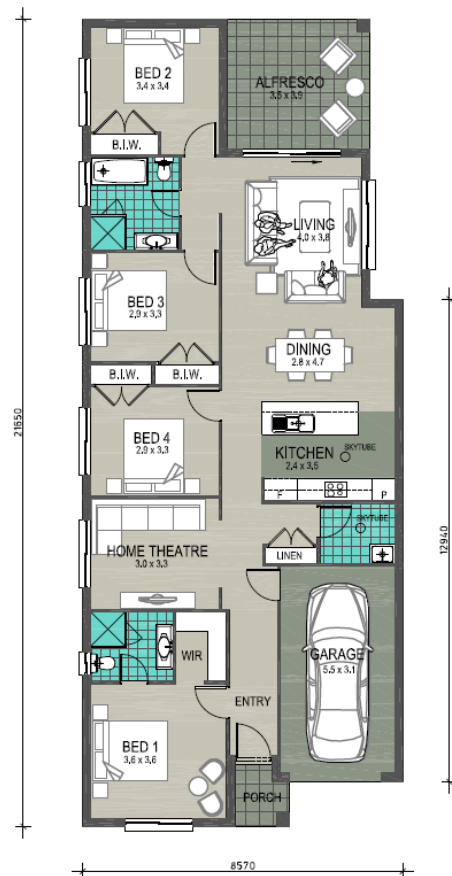 BED 2
3.4 x 3.4
ALFRESCO
3.5 x 3.9
B.I.W.
LIVING
4.0 x 3.8
BED 3
2.9 x 3.3
DINING
2.8 x 4.7
B.I.W.
B.I.W.
21650
BED 4
2.9 x 3.3
KITCHEN
2.4 x 3.5
SKYTUBE
F
P
12940
HOME THEATRE
3.0 x 3.3
LINEN
SKYTUBE
WIR
GARAGE
5.5 x 3.1
ENTRY
BED 1
3.6 x 3.6
PORCH
8570